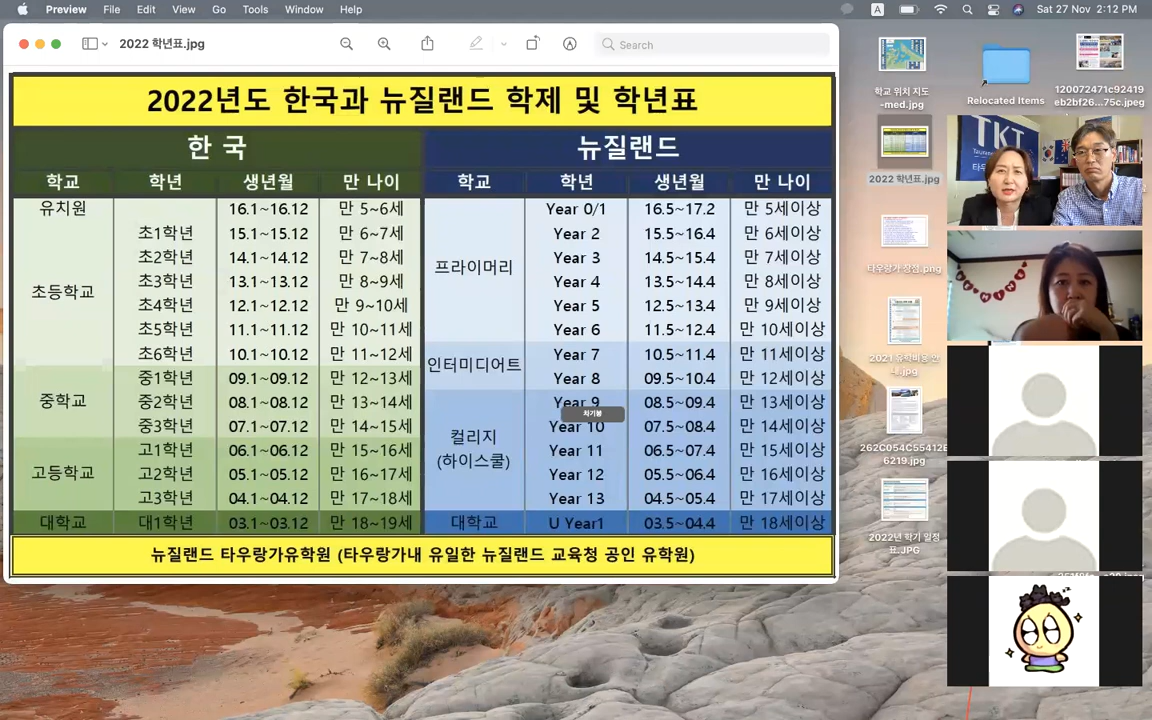 Preview File Edit View Go Tools Window Help
A Sat 27 Nov 2:12 PM
2022 학년표.jpg
Search
2022년도 한국과 뉴질랜드 학제 및 학년표
한 국 뉴질랜드
학교 학년 생년월 만 나이 학교 학년 생년월 만 나이
유치원 16.1~16.12 만 5~6세 Year 0/1 16.5~17.2 만 5세이상
초1학년 15.1~15.12 만 6~7세 Year 2 15.5~16.4 만 6세이상
초2학년 14.1~14.12 만 7~8세 프라이머리 Year 3 14.5~15.4 만 7세이상
초등학교 초3학년 13.1~13.12 만 8~9세 Year 4 13.5~14.4 만 8세이상
초4학년 12.1~12.12 만 9~10세 Year 5 12.5~13.4 만 9세이상
초5학년 11.1~11.12 만 10~11세 Year 6 11.5~12.4 만 10세이상
초6학년 10.1~10.12 만 11~12세 인터미디어트 Year 7 10.5~11.4 만 11세이상
중1학년 09.1~09.12 만 12~13세 Year 8 09.5~10.4 만 12세이상
중학교 중2학년 08.1~08.12 만 13~14세 Year 9 08.5~09.4 만 13세이상
차기봉
중3학년 07.1~07.12 만 14~15세 Year 10 07.5~08.4 만 14세이상
고1학년 06.1~06.12 만 15~16세 컬리지 Year 11 06.5~07.4 만 15세이상
고등학교 고2학년 05.1~05.12 만 16~17세 (하이스쿨) Year 12 05.5~06.4 만 16세이상
고3학년 04.1~04.12 만 17~18세 Year 13 04.5~05.4 만 17세이상
대학교 대1학년 03.1~03.12 만 18~19세 대학교 U Year1 03.5~04.4 만 18세이상
뉴질랜드 타우랑가유학원 (타우랑가내 유일한 뉴질랜드 교육청 공인 유학원)
학교 위치 지도
-med.jpg
Relocated Items
120072471c92419
eb2bf26...75c.jpeg
2022 학년표.jpg
타우랑가 장점.png
2021 유학비용
.jpg
262C054C55412E
6219.jpg
2022년 학기 일정
표.JPG
TKT